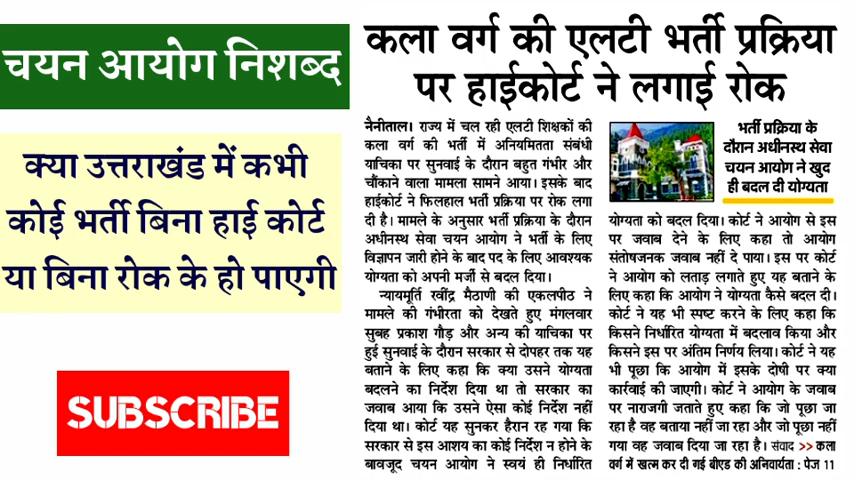 चयन आयोग निशब्द
क्या उत्तराखंड में कभी
कोई भर्ती बिना हाई कोर्ट
या बिना रोक के हो पाएगी
SUBSCRIBE
कला वर्ग की एलटी भर्ती प्रक्रिया
पर हाईकोर्ट ने लगाई रोक
नैनीताल। राज्य में चल रही एलटी शिक्षकों की
कला वर्ग की भर्ती में अनियमितता संबंधी
याचिका पर सुनवाई के दौरान बहुत गंभीर और
चौंकाने वाला मामला सामने आया। इसके बाद
हाईकोर्ट ने फिलहाल भर्ती प्रक्रिया पर रोक लगा
दी है। मामले के अनुसार भर्ती प्रक्रिया के दौरान
अधीनस्थ सेवा चयन आयोग ने भर्ती के लिए
विज्ञापन जारी होने के बाद पद के लिए आवश्यक
योग्यता को अपनी मर्जी से बदल दिया।
न्यायमूर्ति रवींद्र मैठाणी की एकलपीठ ने
मामले की गंभीरता को देखते हुए मंगलवार
सुबह प्रकाश गौड़ और अन्य की याचिका पर
हुई सुनवाई के दौरान सरकार से दोपहर तक यह
बताने के लिए कहा कि क्या उसने योग्यता
बदलने का निर्देश दिया था तो सरकार का
जवाब आया कि उसने ऐसा कोई निर्देश नहीं
दिया था। कोर्ट यह सुनकर हैरान रह गया कि
सरकार से इस आशय का कोई निर्देश न होने के
बावजूद चयन आयोग ने स्वयं ही निर्धारित
भर्ती प्रक्रिया के
दौरान अधीनस्थ सेवा
चयन आयोग ने खुद
ही बदल दी योग्यता
योग्यता को बदल दिया। कोर्ट ने आयोग से इस
पर जवाब देने के लिए कहा तो आयोग
संतोषजनक जवाब नहीं दे पाया। इस पर कोर्ट
ने आयोग को लताड़ लगाते हुए यह बताने के
लिए कहा कि आयोग ने योग्यता कैसे बदल दी।
कोर्ट ने यह भी स्पष्ट करने के लिए कहा कि
किसने निर्धारित योग्यता में बदलाव किया और
किसने इस पर अंतिम निर्णय लिया। कोर्ट ने यह
भी पूछा कि आयोग में इसके दोषी पर क्या
कार्रवाई की जाएगी। कोर्ट ने आयोग के जवाब
पर नाराजगी जताते हुए कहा कि जो पूछा जा
रहा है वह बताया नहीं जा रहा और जो पूछा नहीं
गया वह जवाब दिया जा रहा है। संवाद >> कला
वर्ग में खत्म कर दी गई बीएड की अनिवार्यता : पेज 11